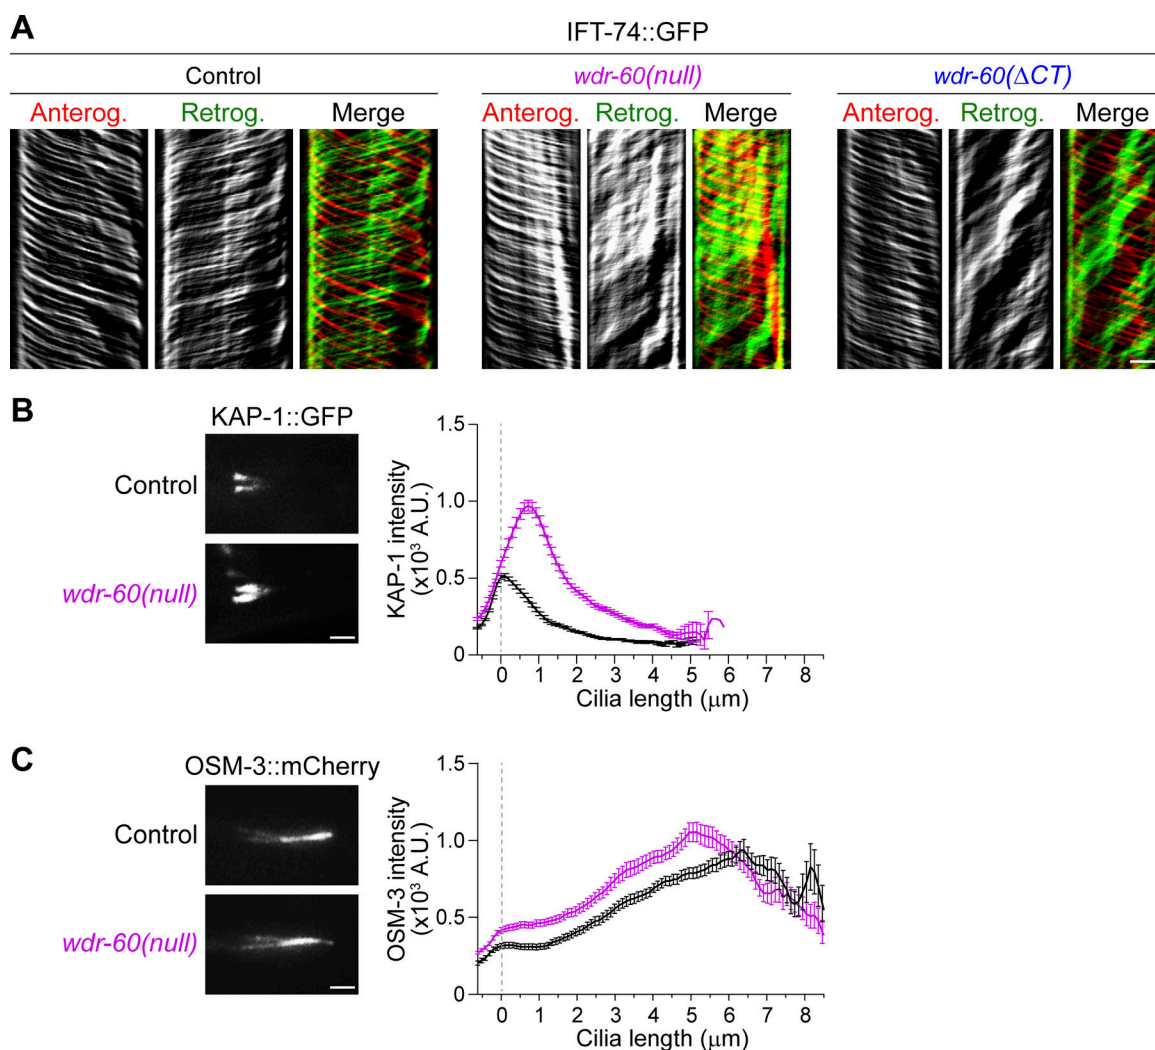 A
IFT-74::GFP
Control
wdr-60(null)
wdr-60(ΔCT)
Anterog. Retrog. Merge
Anterog. Retrog. Merge
Anterog. Retrog. Merge
B
KAP-1::GFP
Control
wdr-60(null)
KAP-1 intensity
(x10³ A.U.)
1.5
1.0
0.5
0
0 1 2 3 4 5 6 7 8
Cilia length (μm)
C
OSM-3::mCherry
Control
wdr-60(null)
OSM-3 intensity
(x10³ A.U.)
1.5
1.0
0.5
0
0 1 2 3 4 5 6 7 8
Cilia length (μm)